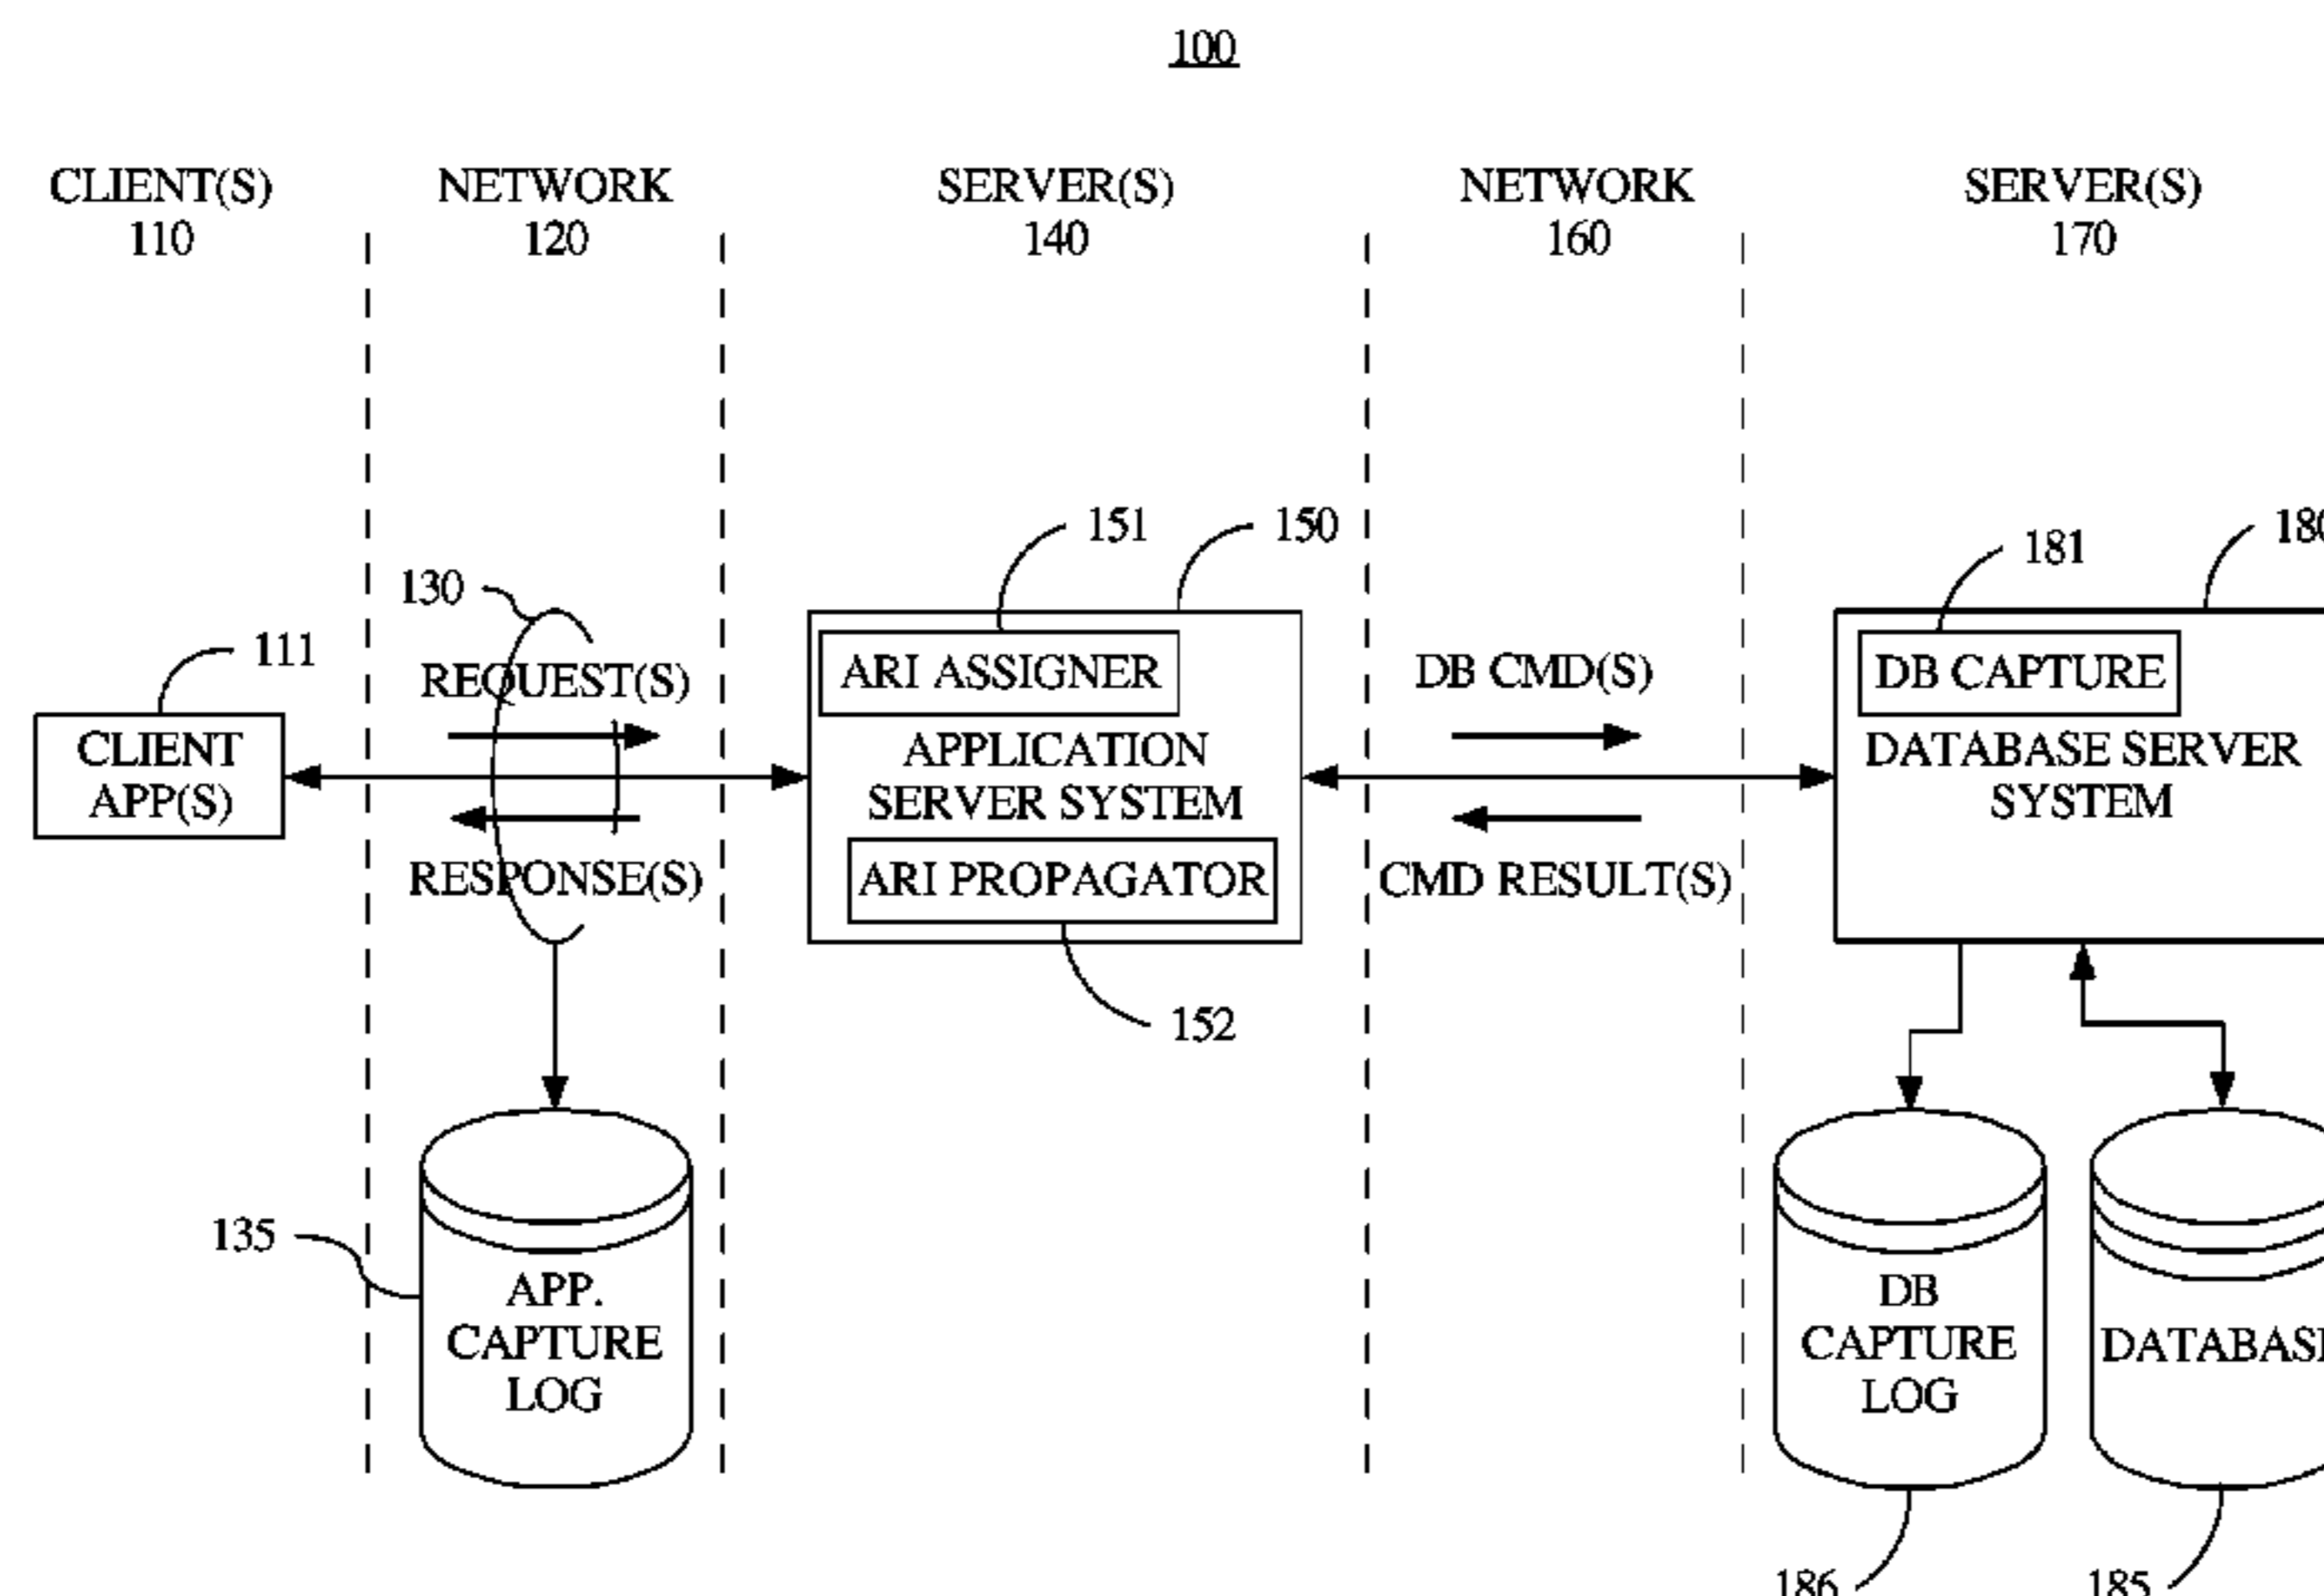 100
CLIENT(S)
110
NETWORK
120
SERVER(S)
140
NETWORK
160
SERVER(S)
170
130
111
CLIENT
APP(S)
REQUEST(S)
RESPONSE(S)
151
150
ARI ASSIGNER
APPLICATION
SERVER SYSTEM
ARI PROPAGATOR
152
DB CMD(S)
CMD RESULT(S)
181
180
DB CAPTURE
DATABASE SERVER
SYSTEM
135
APP.
CAPTURE
LOG
DB
CAPTURE
LOG
DATABASE
186
185